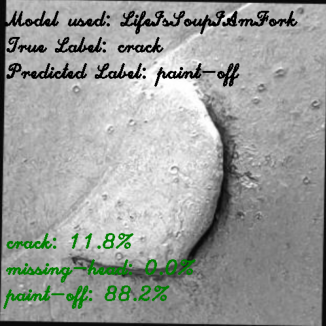 Model used: LifeIsSoupIAmFork
True Label: crack
Predicted Label: paint-off
crack: 11.8%
missing-head: 0.0%
paint-off: 88.2%